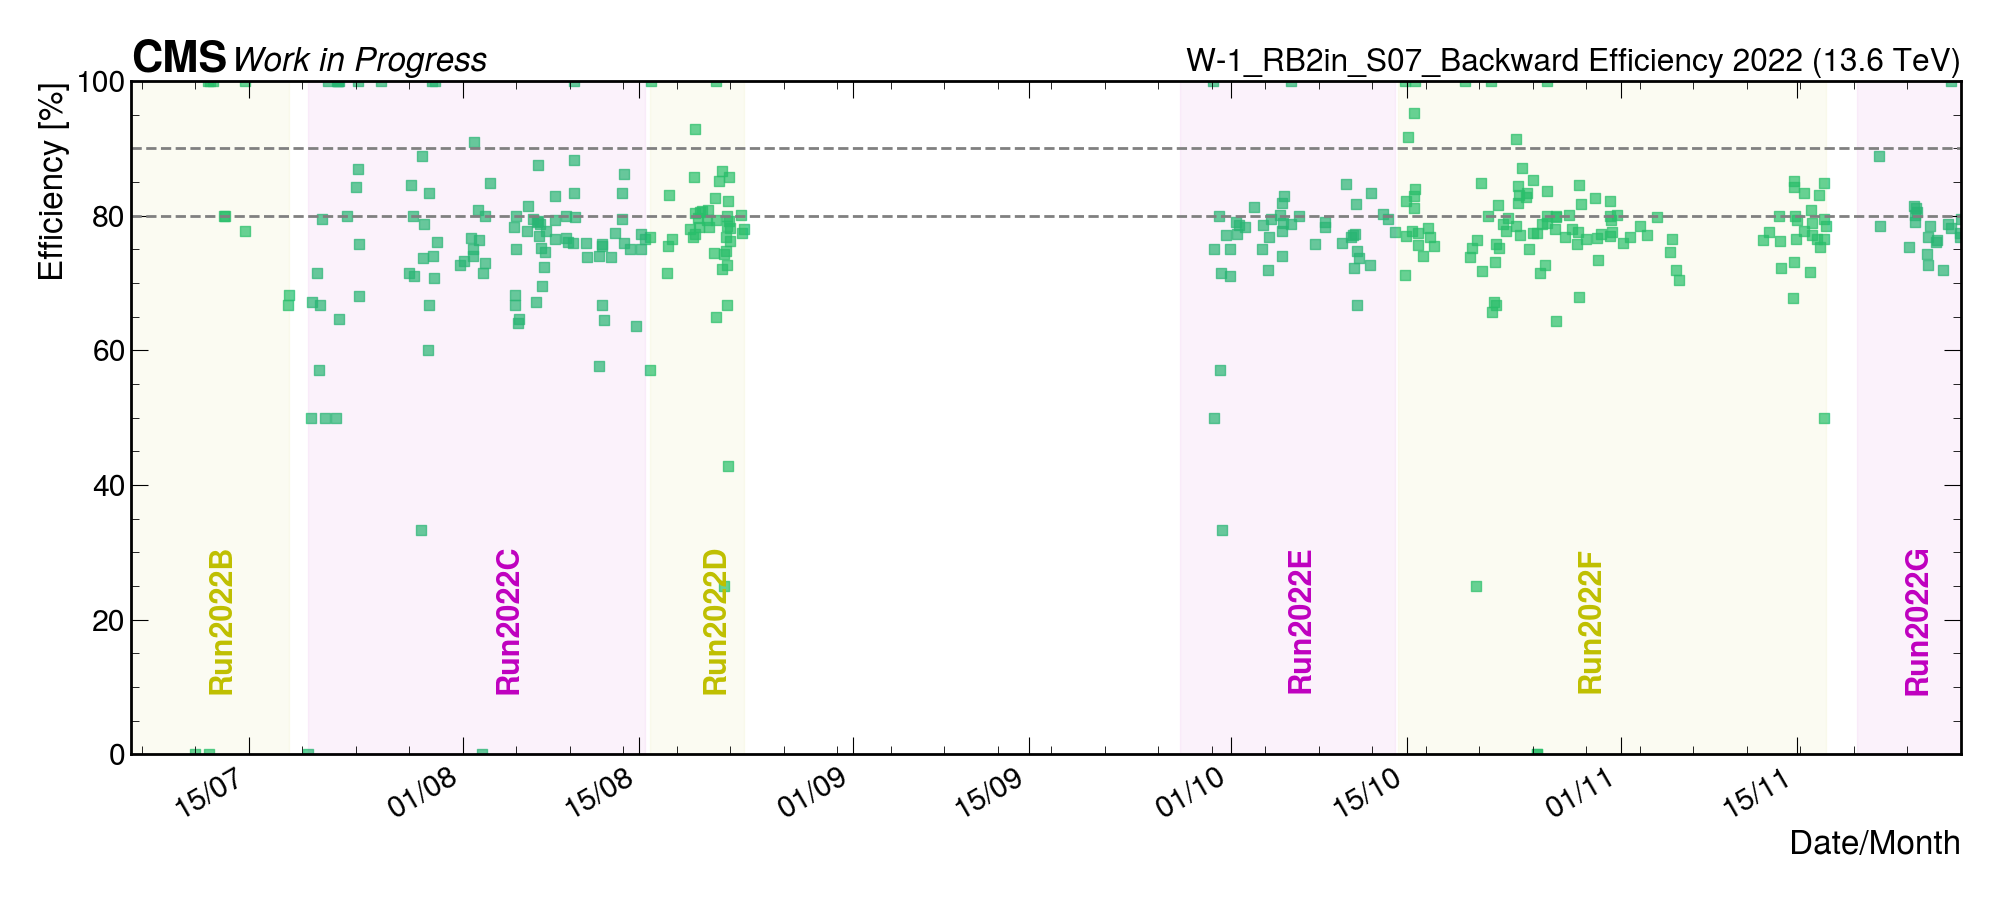 CMS Work in Progress
W-1_RB2in_S07_Backward Efficiency 2022 (13.6 TeV)
Efficiency [%]
100
80
60
40
20
0
Run2022B
Run2022C
Run2022D
Run2022E
Run2022F
Run2022G
15/07
01/08
15/08
01/09
15/09
01/10
15/10
01/11
15/11
Date/Month